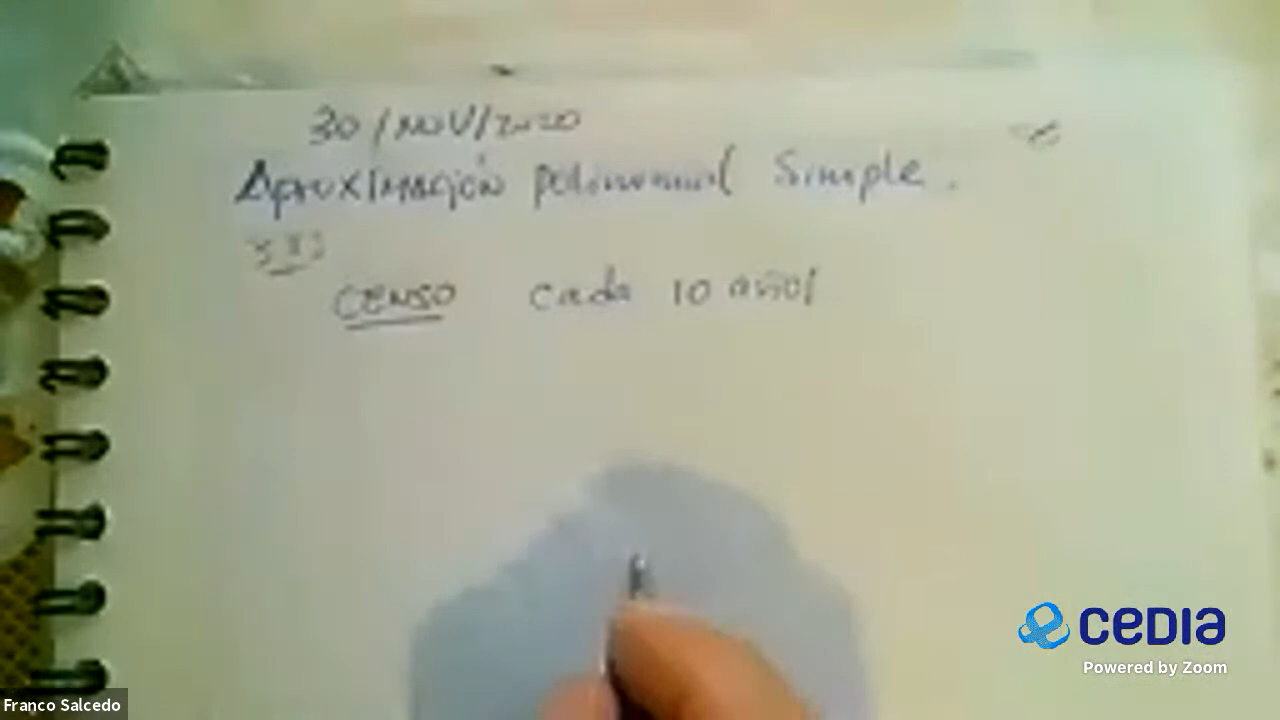 30/NOV/2020
Aproximación polinomial Simple.
CENSO cada 10 años
CEDIA
Powered by Zoom
Franco Salcedo